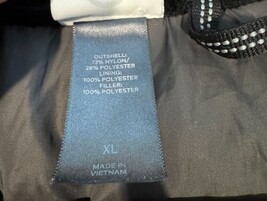 OUTSHELL:
72% NYLON/
28% POLYESTER
LINING:
100% POLYESTER
FILLER:
100% POLYESTER
XL
MADE IN
VIETNAM